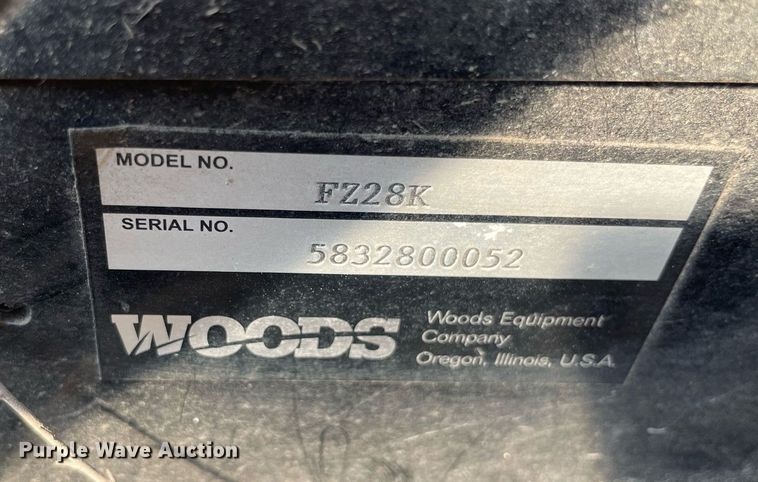 MODEL NO.
FZ28K
SERIAL NO.
5832800052
WOODS
Woods Equipment
Company
Oregon, Illinois, U.S.A.
Purple Wave Auction